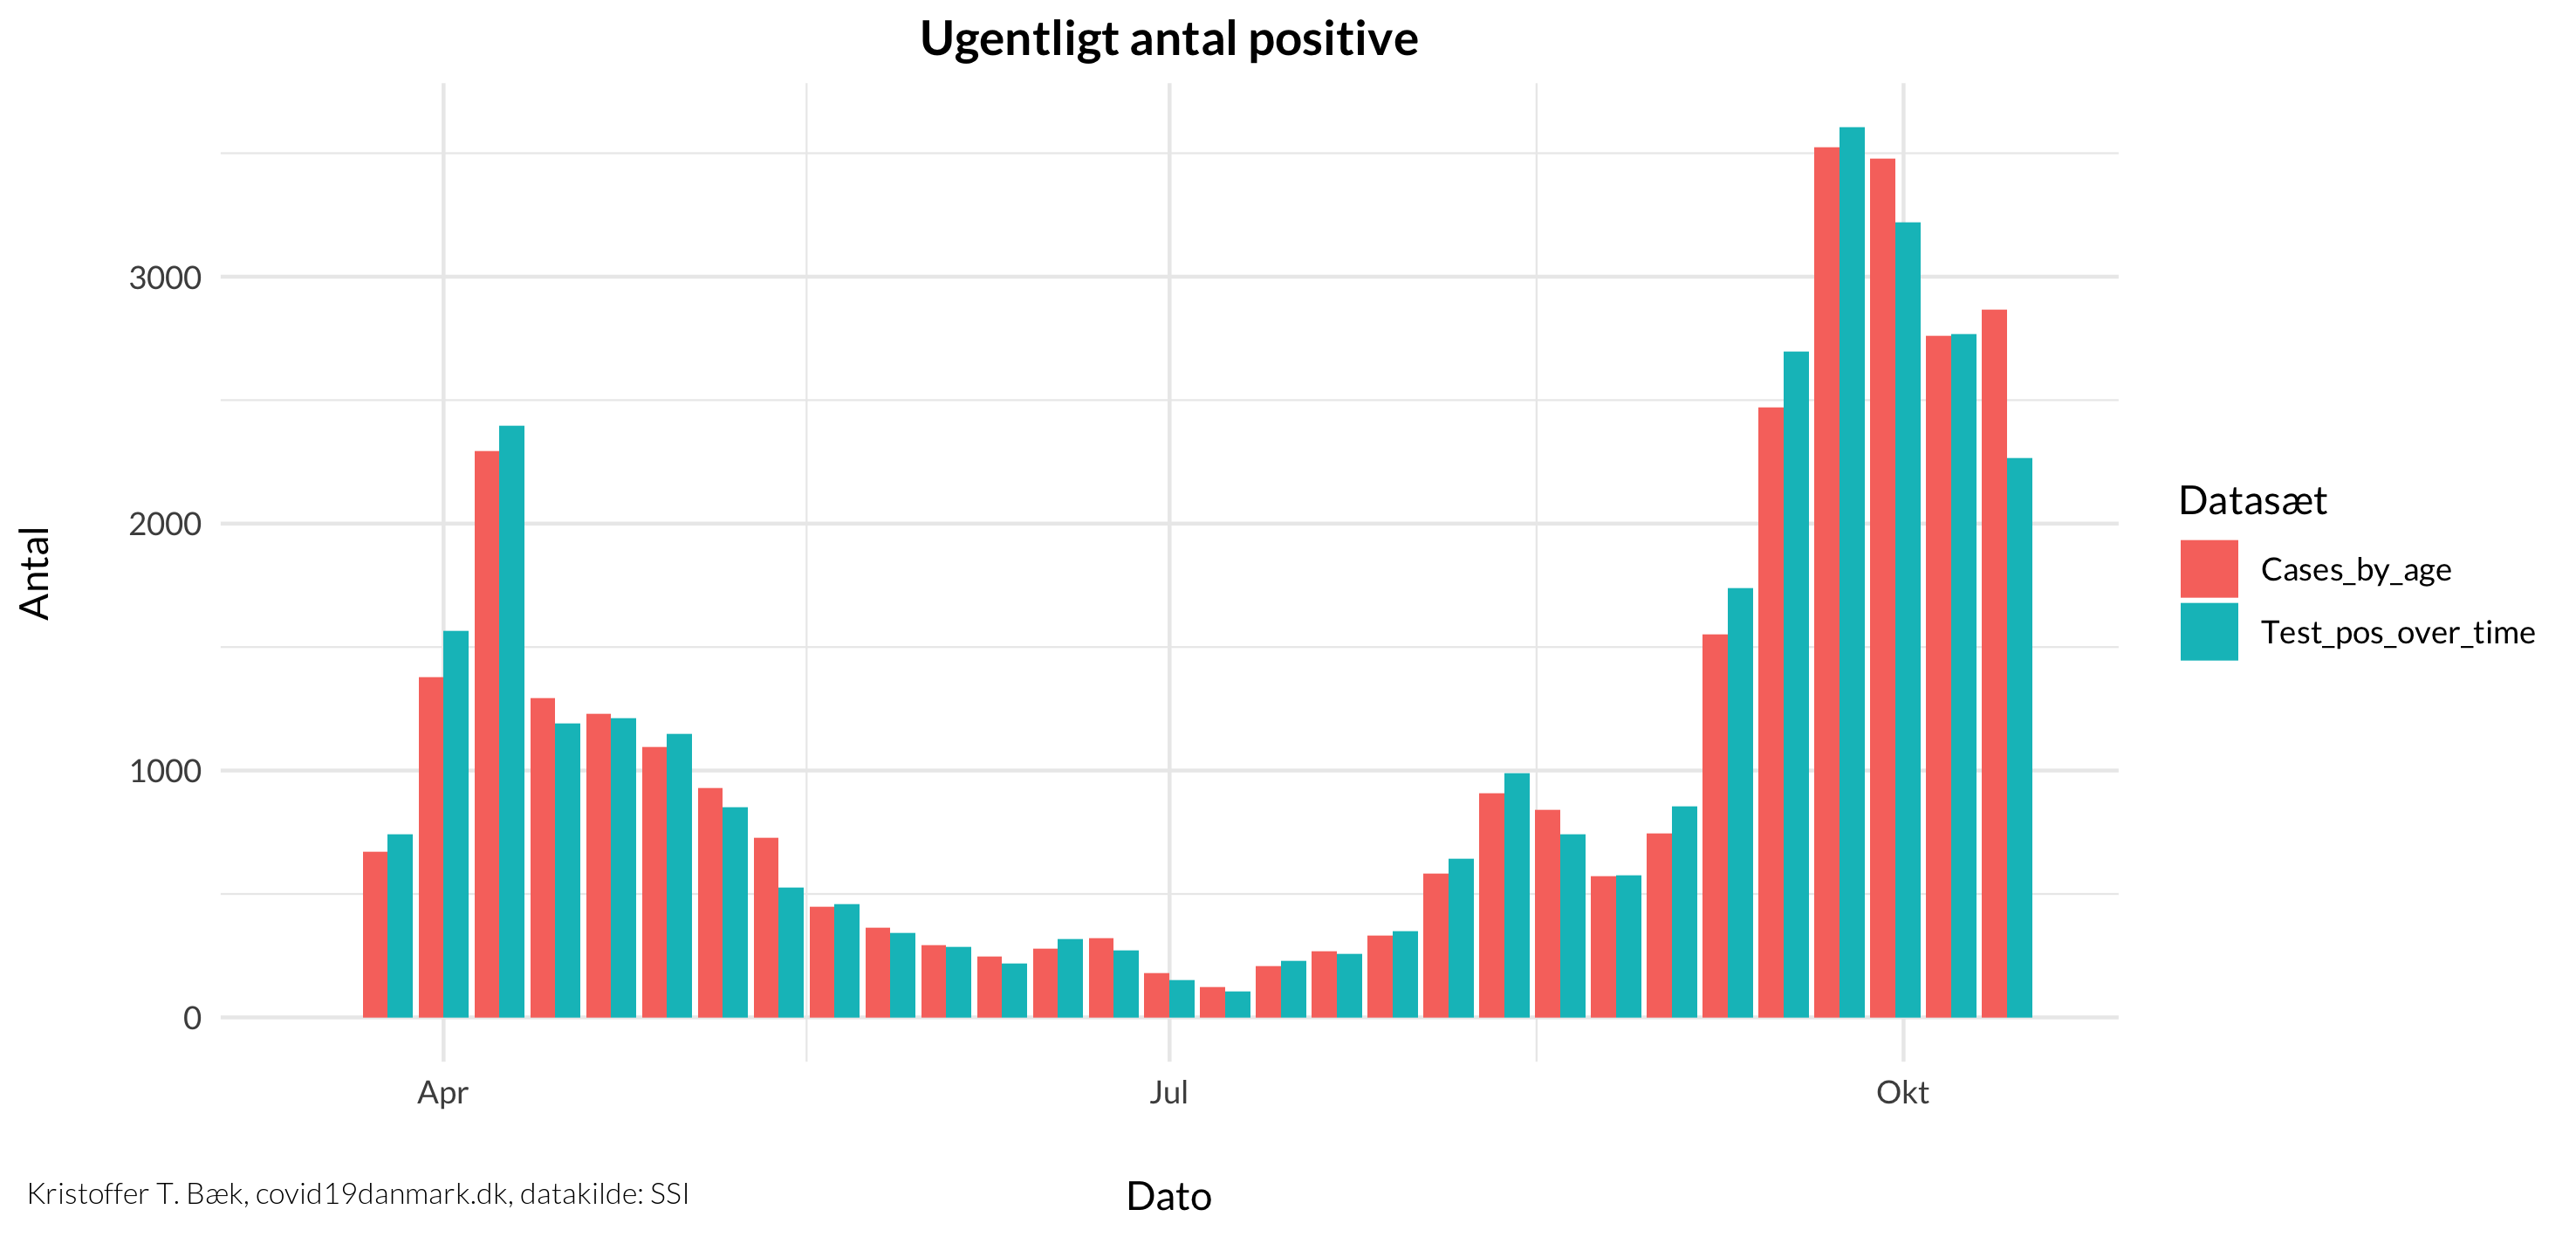 Ugentligt antal positive
Antal
3000
2000
1000
0
Apr
Jul
Okt
Dato
Datasæt
Cases_by_age
Test_pos_over_time
Kristoffer T. Bæk, covid19danmark.dk, datakilde: SSI